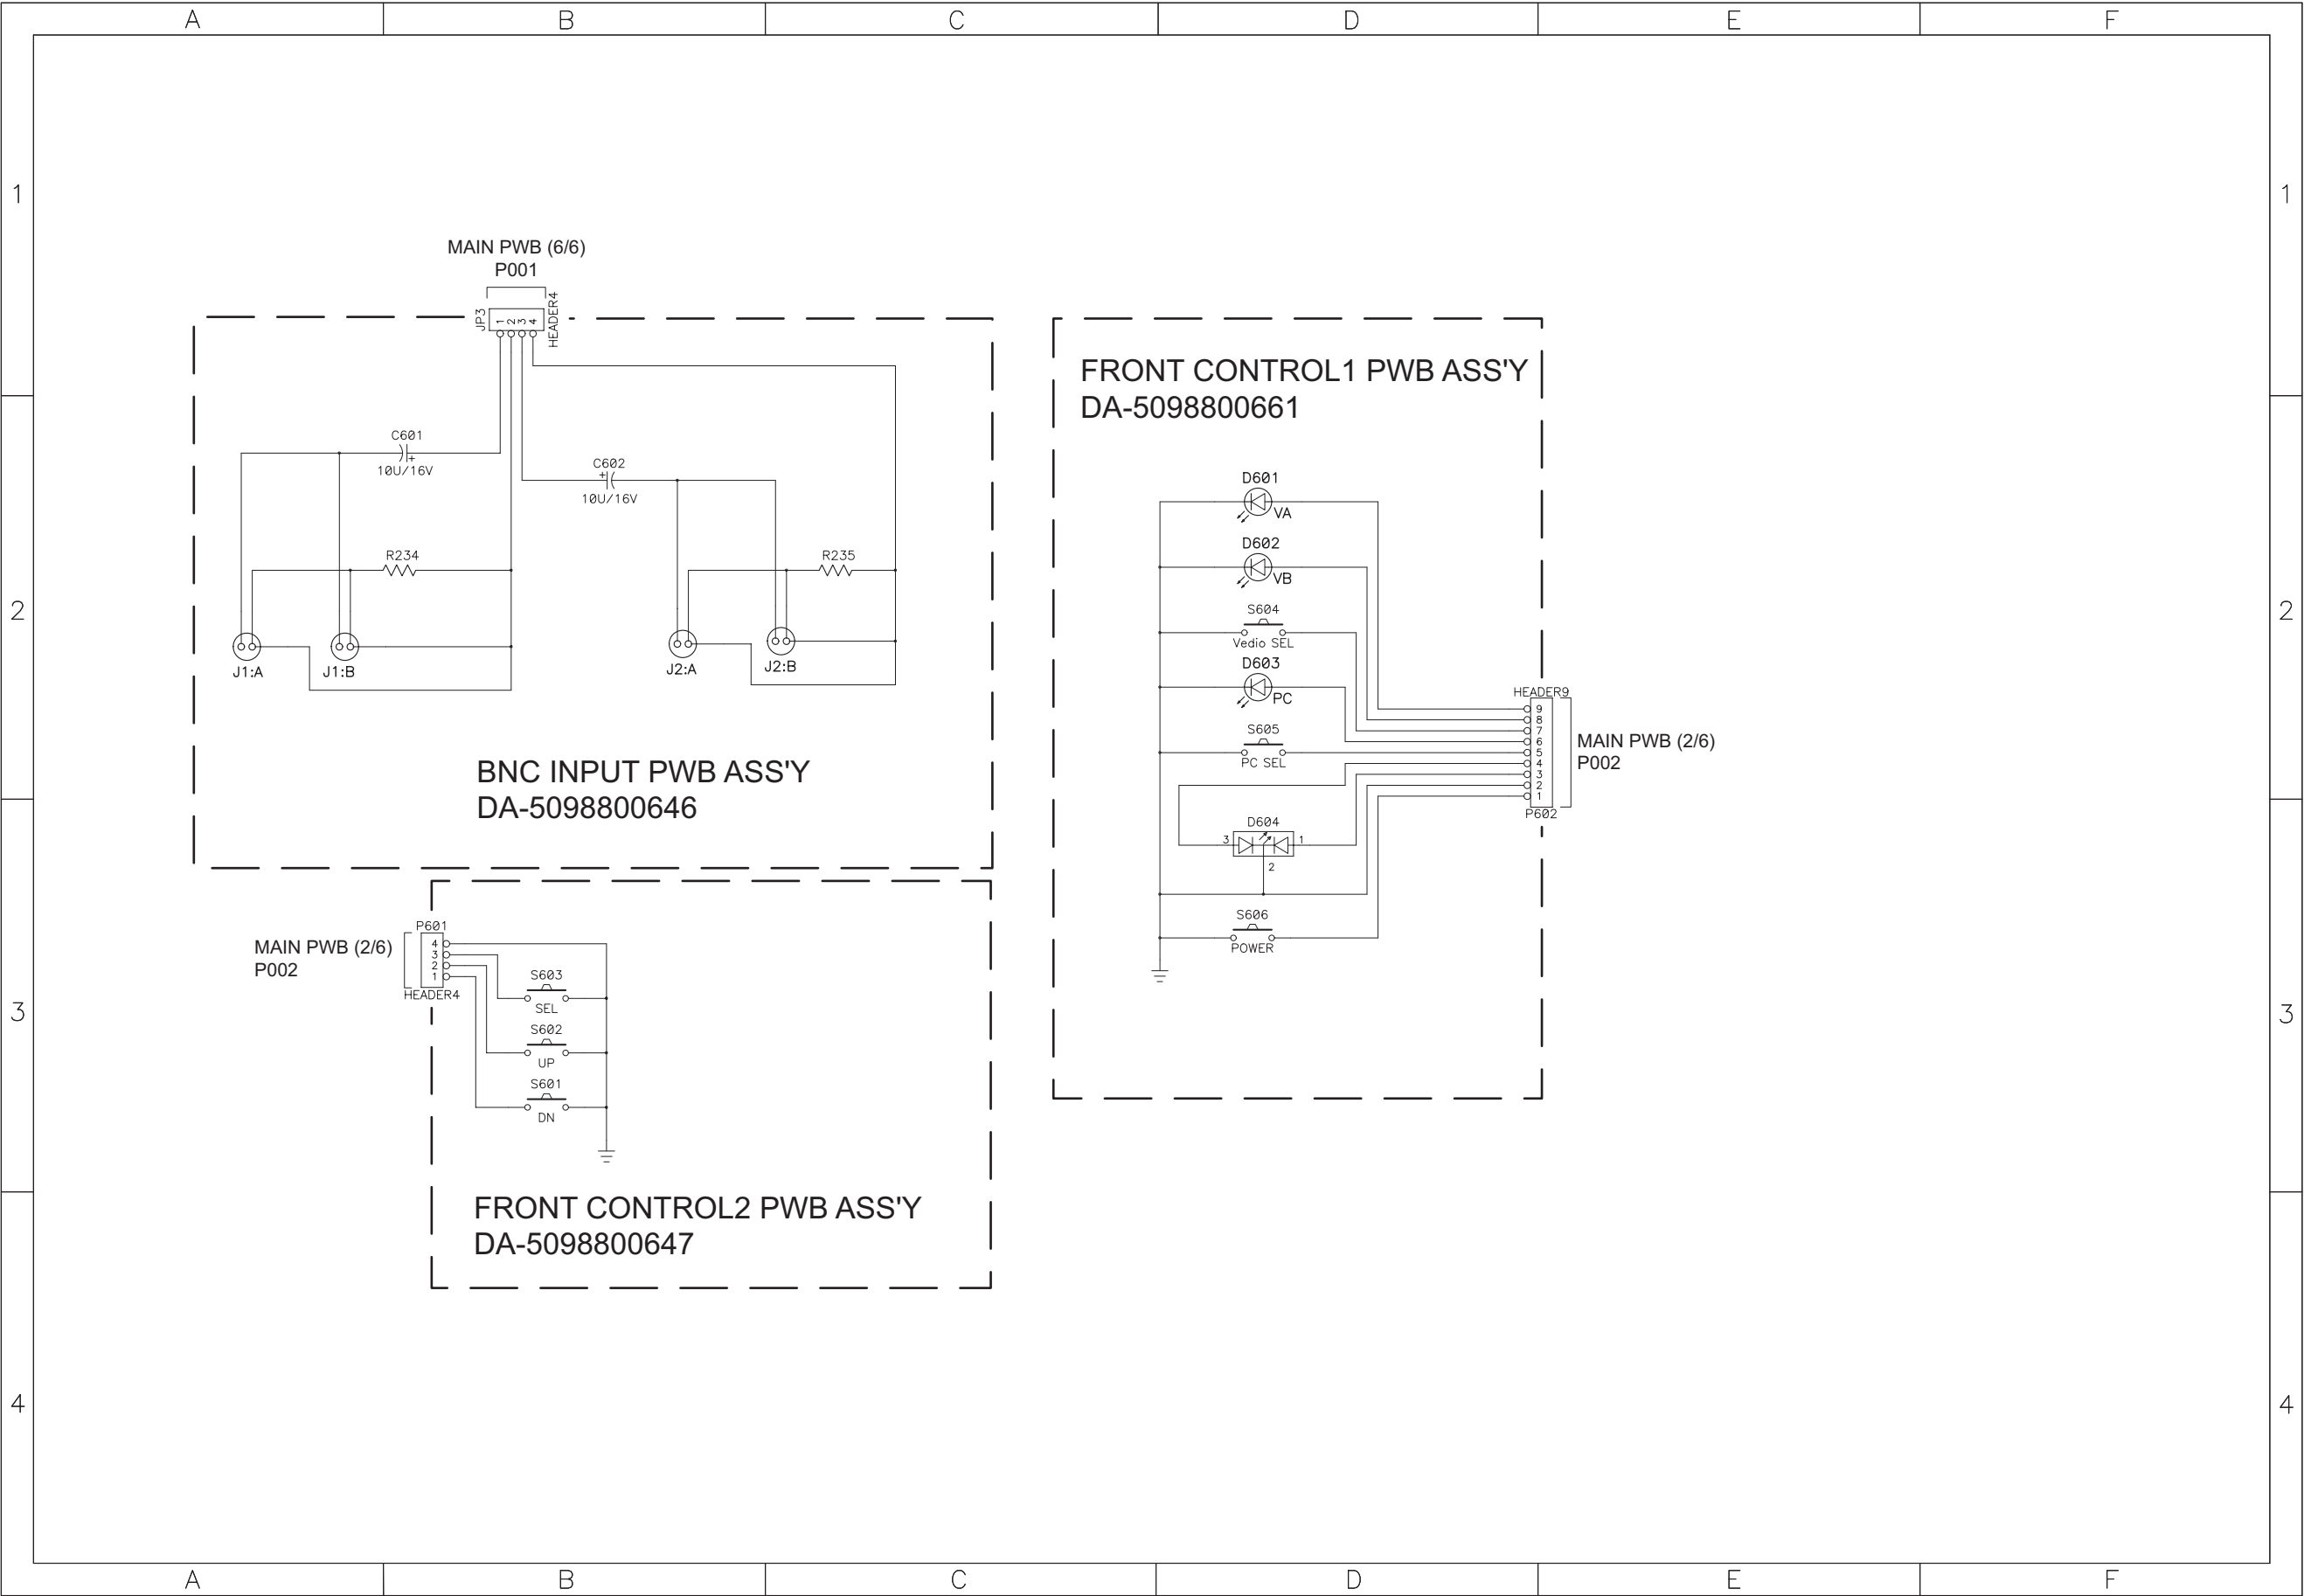 A B C D E F
1 1
MAIN PWB (6/6)
P001
JP3
1 2 3 4
HEADER4
C601
10U/16V
C602
10U/16V
R234
R235
J1:A
J1:B
J2:A
J2:B
BNC INPUT PWB ASS'Y
DA-5098800646
FRONT CONTROL1 PWB ASS'Y
DA-5098800661
D601
VA
D602
VB
S604
Vedio SEL
D603
PC
S605
PC SEL
HEADER9
9
8
7
6
5
4
3
2
1
P602
MAIN PWB (2/6)
P002
D604
3 1
2
S606
POWER
2 2
MAIN PWB (2/6)
P002
P601
4
3
2
1
HEADER4
S603
SEL
S602
UP
S601
DN
FRONT CONTROL2 PWB ASS'Y
DA-5098800647
3 3
4 4
A B C D E F